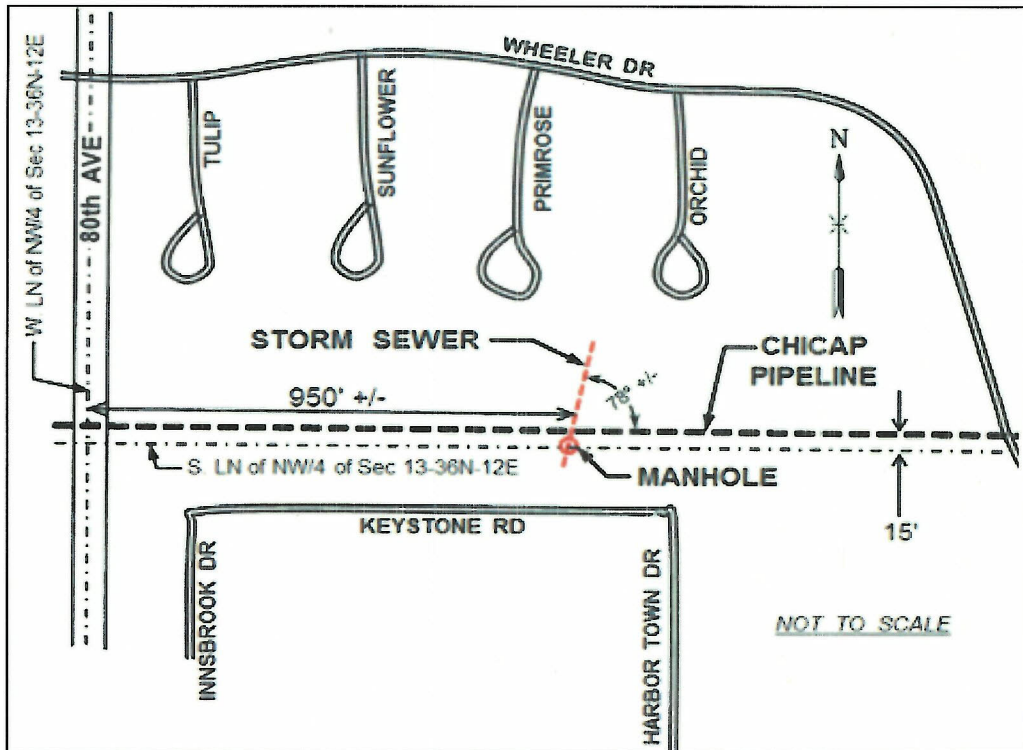 WHEELER DR
W. LN of NW/4 of Sec 13-36N-12E
80th AVE
TULIP
SUNFLOWER
PRIMROSE
ORCHID
N
STORM SEWER
CHICAP
PIPELINE
78° +/-
950' +/-
S. LN of NW/4 of Sec 13-36N-12E
MANHOLE
15'
KEYSTONE RD
INNSBROOK DR
HARBOR TOWN DR
NOT TO SCALE